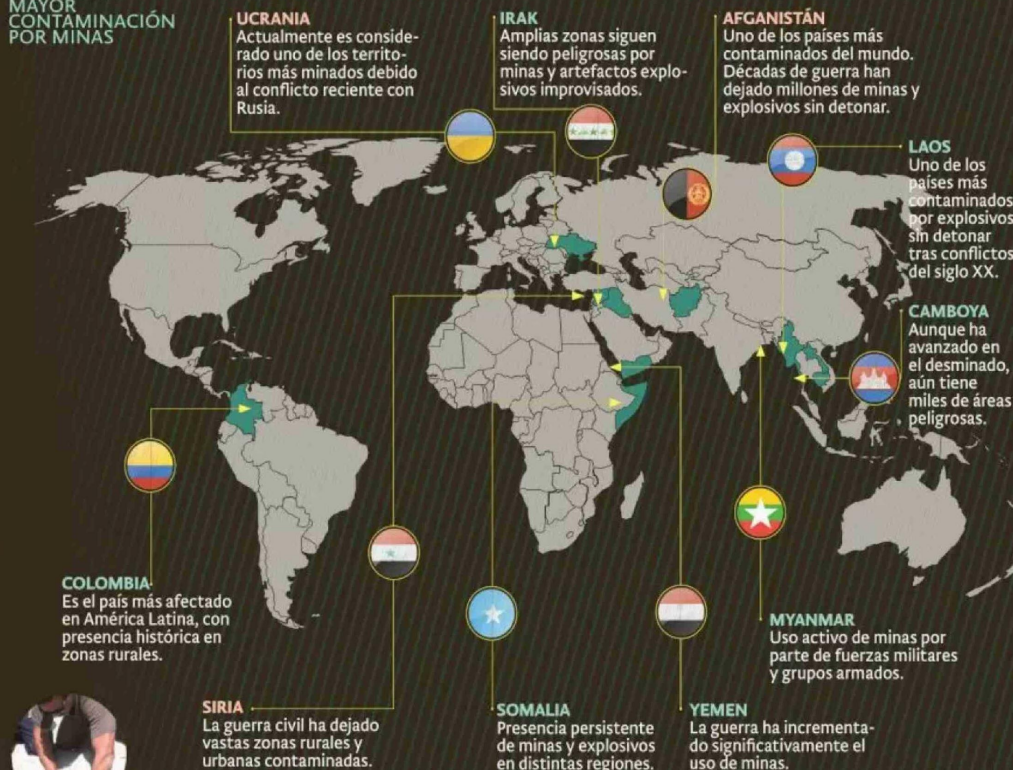 MAYOR
CONTAMINACIÓN
POR MINAS
UCRANIA
Actualmente es conside-
rado uno de los territo-
rios más minados debido
al conflicto reciente con
Rusia.
IRAK
Amplias zonas siguen
siendo peligrosas por
minas y artefactos explo-
sivos improvisados.
AFGANISTÁN
Uno de los países más
contaminados del mundo.
Décadas de guerra han
dejado millones de minas y
explosivos sin detonar.
LAOS
Uno de los
países más
contaminados
por explosivos
sin detonar
tras conflictos
del siglo XX.
CAMBOYA
Aunque ha
avanzado en
el desminado,
aún tiene
miles de áreas
peligrosas.
COLOMBIA
Es el país más afectado
en América Latina, con
presencia histórica en
zonas rurales.
MYANMAR
Uso activo de minas por
parte de fuerzas militares
y grupos armados.
SIRIA
La guerra civil ha dejado
vastas zonas rurales y
urbanas contaminadas.
SOMALIA
Presencia persistente
de minas y explosivos
en distintas regiones.
YEMEN
La guerra ha incrementa-
do significativamente el
uso de minas.